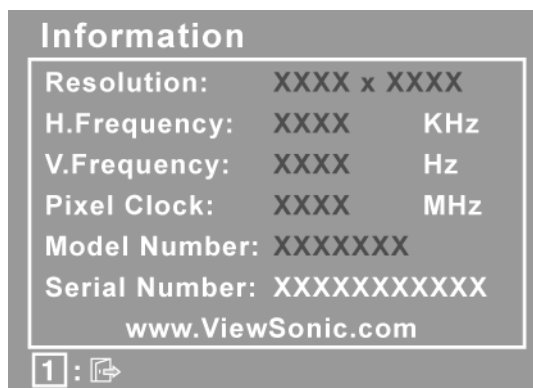 Information
Resolution: XXXX x XXXX
H.Frequency: XXXX KHz
V.Frequency: XXXX Hz
Pixel Clock: XXXX MHz
Model Number: XXXXXXX
Serial Number: XXXXXXXXXXX
www.ViewSonic.com
1 :